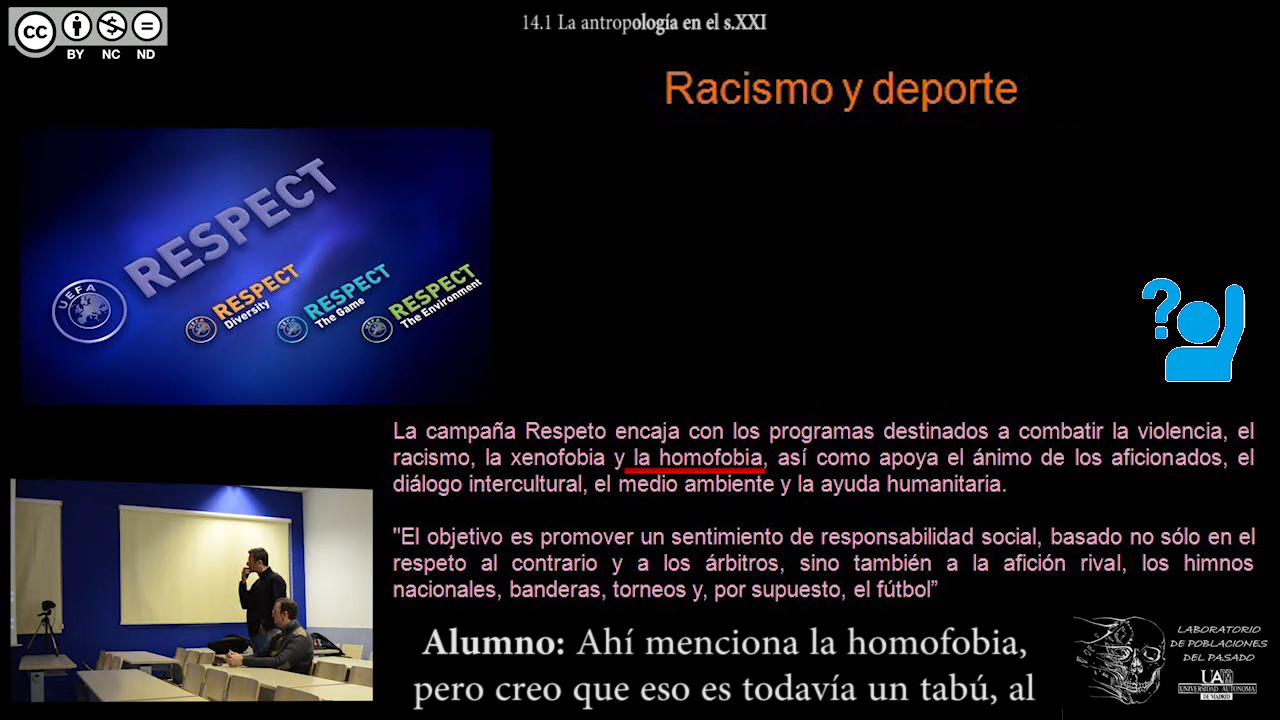 14.1 La antropología en el s.XXI
cc
BY NC ND
Racismo y deporte
RESPECT
UEFA
RESPECT
Diversity
RESPECT
The Game
RESPECT
The Environment
La campaña Respeto encaja con los programas destinados a combatir la violencia, el
racismo, la xenofobia y la homofobia, así como apoya el ánimo de los aficionados, el
diálogo intercultural, el medio ambiente y la ayuda humanitaria.
"El objetivo es promover un sentimiento de responsabilidad social, basado no sólo en el
respeto al contrario y a los árbitros, sino también a la afición rival, los himnos
nacionales, banderas, torneos y, por supuesto, el fútbol”
Alumno: Ahí menciona la homofobia,
pero creo que eso es todavía un tabú, al
LABORATORIO
DE POBLACIONES
DEL PASADO
UAM
UNIVERSIDAD AUTONOMA
DE MADRID